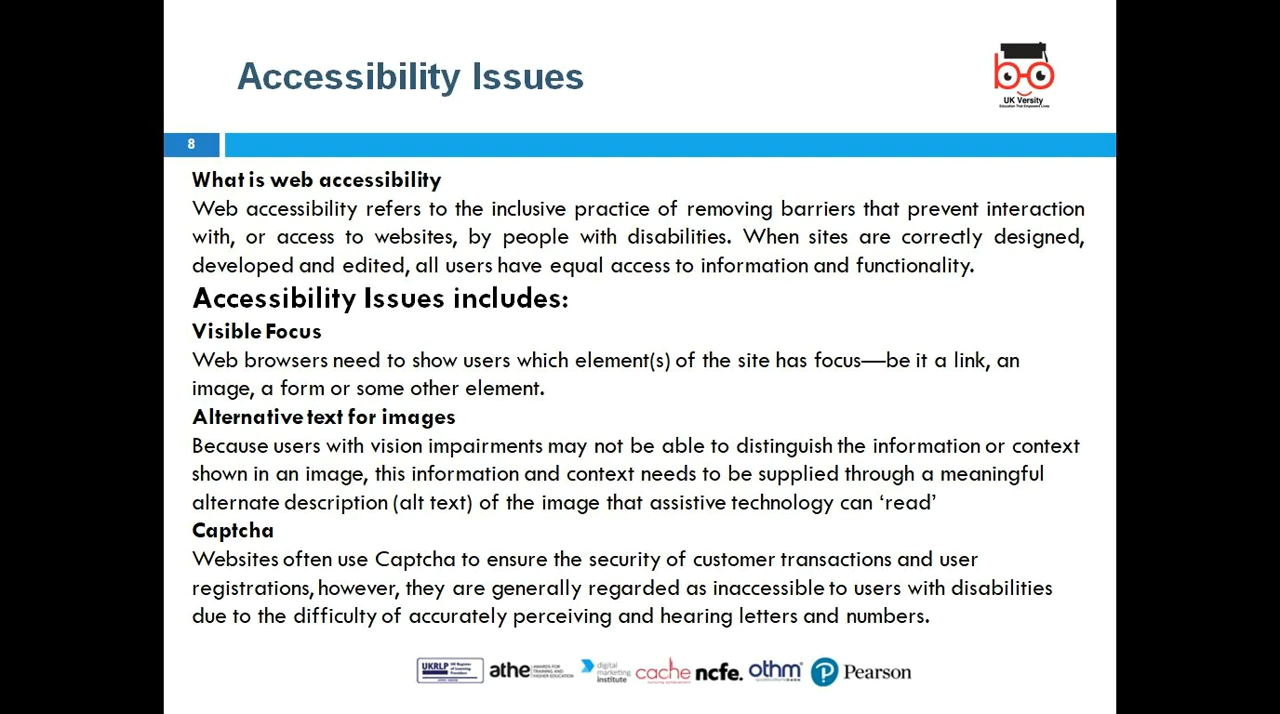 Accessibility Issues
UK Versity
Education That Empowers Lives
8
What is web accessibility
Web accessibility refers to the inclusive practice of removing barriers that prevent interaction
with, or access to websites, by people with disabilities. When sites are correctly designed,
developed and edited, all users have equal access to information and functionality.
Accessibility Issues includes:
Visible Focus
Web browsers need to show users which element(s) of the site has focus—be it a link, an
image, a form or some other element.
Alternative text for images
Because users with vision impairments may not be able to distinguish the information or context
shown in an image, this information and context needs to be supplied through a meaningful
alternate description (alt text) of the image that assistive technology can ‘read’
Captcha
Websites often use Captcha to ensure the security of customer transactions and user
registrations, however, they are generally regarded as inaccessible to users with disabilities
due to the difficulty of accurately perceiving and hearing letters and numbers.
UKRLP UK Register of Learning Providers
athe AWARDS FOR TRAINING AND HIGHER EDUCATION
digital marketing institute
cache
ncfe.
othm
Pearson